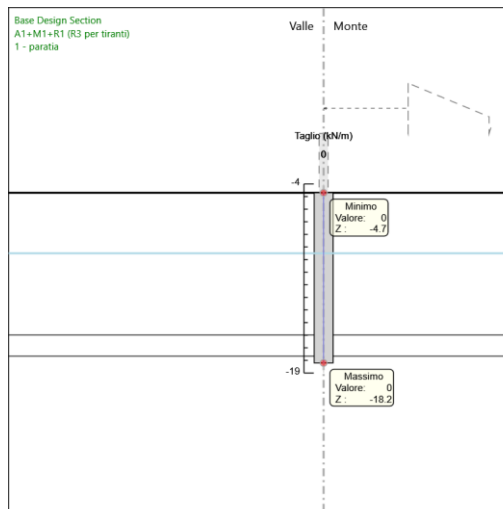 Base Design Section
A1+M1+R1 (R3 per tiranti)
1 - paratia
Valle Monte
Taglio (kN/m)
0
-4
Minimo
Valore: 0
Z : -4.7
-19
Massimo
Valore: 0
Z : -18.2